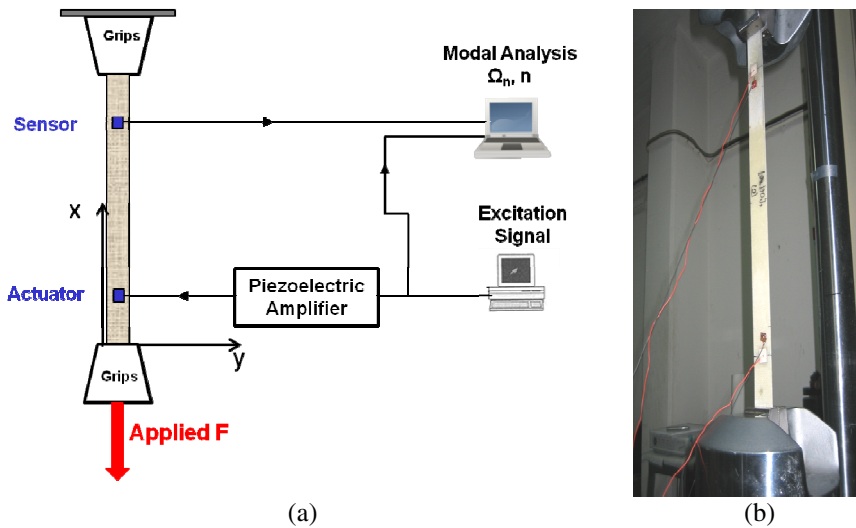 Grips
Modal Analysis
Ωn, n
Sensor
x
Excitation
Signal
Actuator
Piezoelectric
Amplifier
y
Grips
Applied F
(a)
(b)